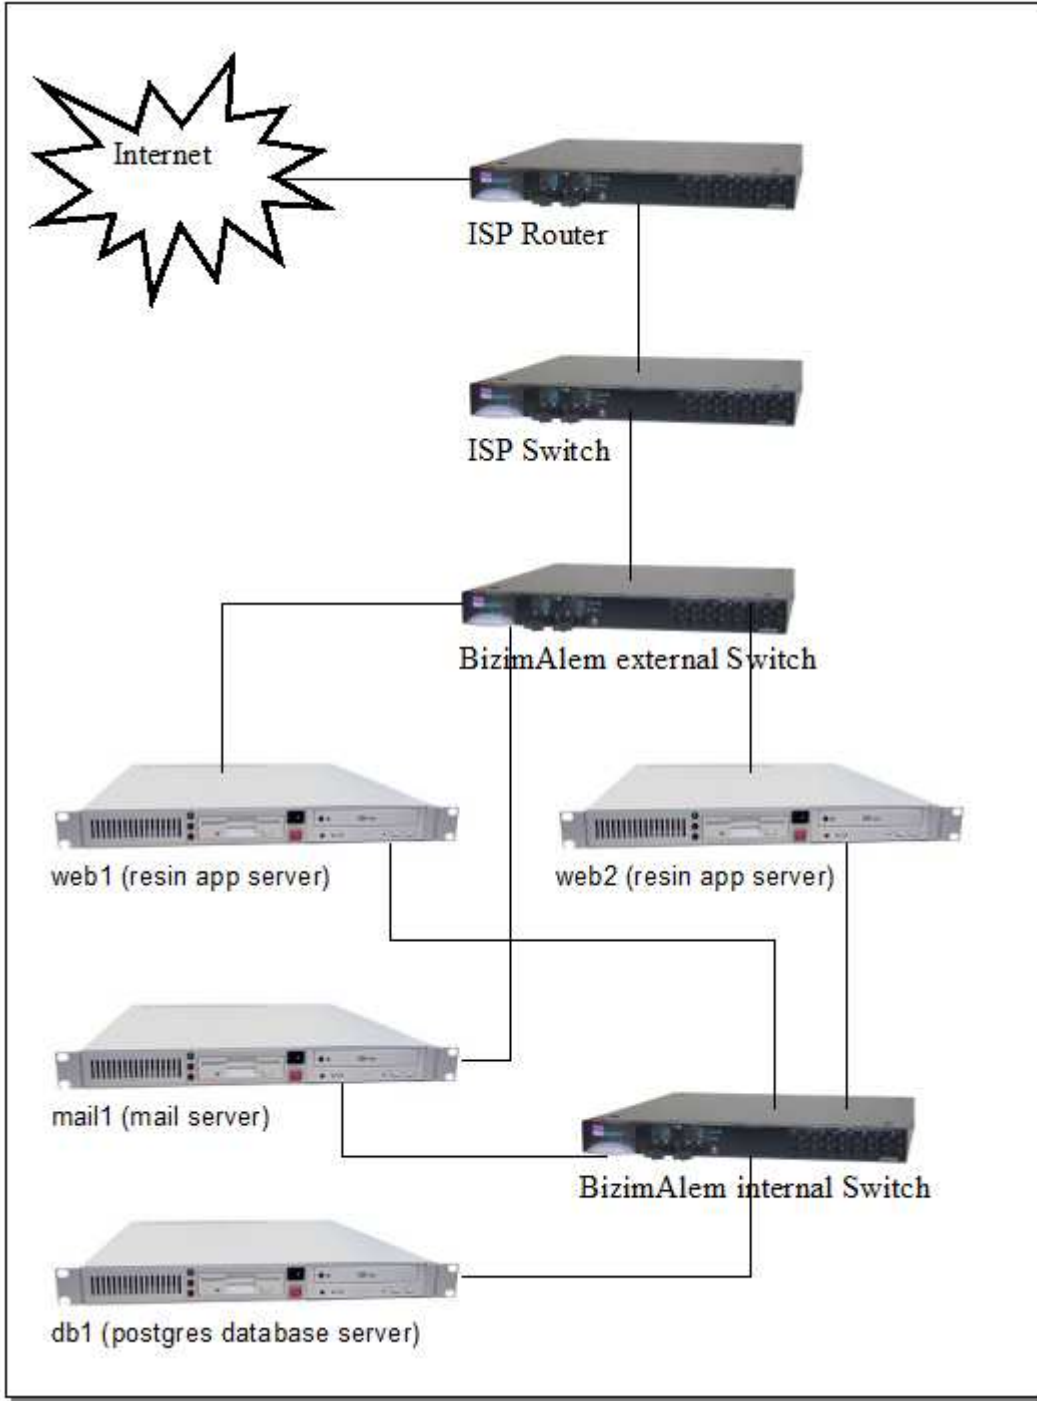 Internet
ISP Router
ISP Switch
BizimAlem external Switch
web1 (resin app server)
web2 (resin app server)
mail1 (mail server)
BizimAlem internal Switch
db1 (postgres database server)